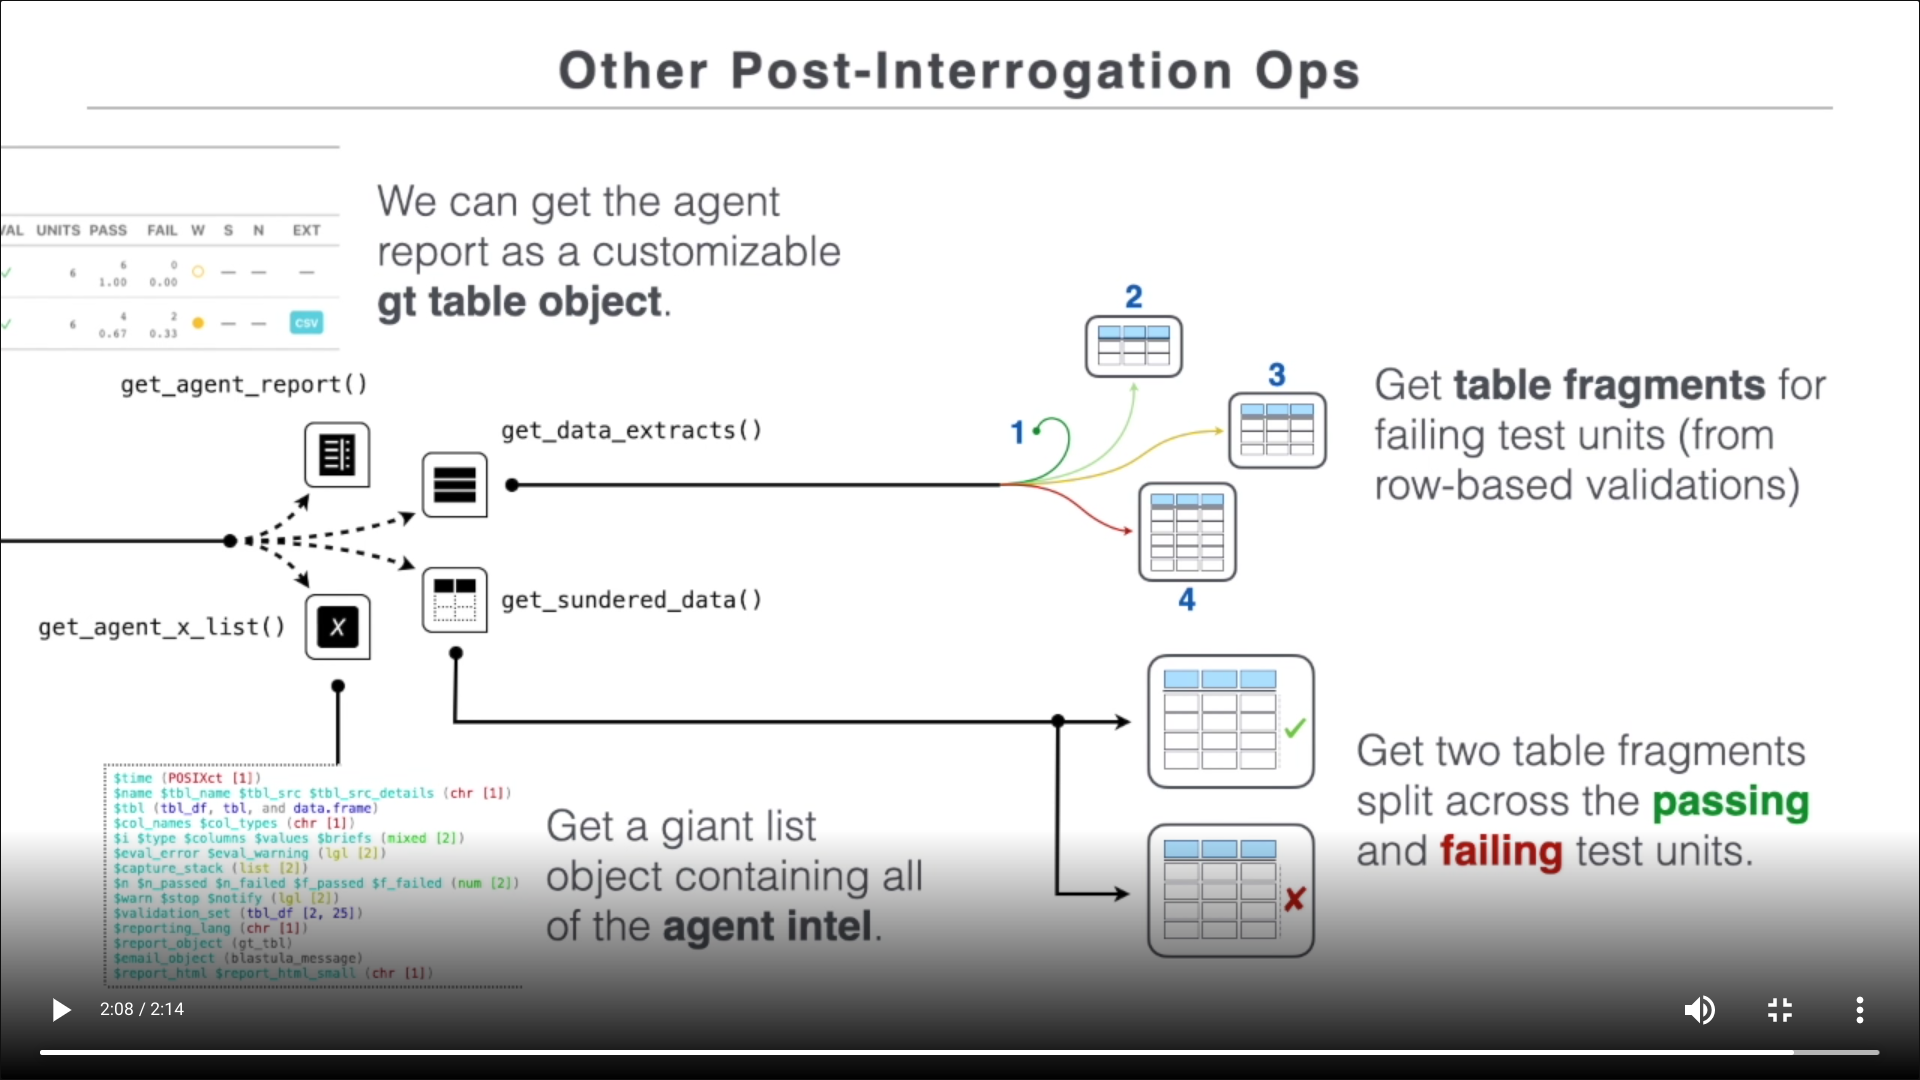 Other Post-Interrogation Ops
VAL UNITS PASS FAIL W S N EXT
6 6 0 — — —
1.00 0.00
6 4 2 — — CSV
0.67 0.33
We can get the agent
report as a customizable
gt table object.
get_agent_report()
get_data_extracts()
1
2
3
4
Get table fragments for
failing test units (from
row-based validations)
get_agent_x_list()
X
get_sundered_data()
$time (POSIXct [1])
$name $tbl_name $tbl_src $tbl_src_details (chr [1])
$tbl (tbl_df, tbl, and data.frame)
$col_names $col_types (chr [1])
$i $type $columns $values $briefs (mixed [2])
$eval_error $eval_warning (lgl [2])
$capture_stack (list [2])
$n $n_passed $n_failed $f_passed $f_failed (num [2])
$warn $stop $notify (lgl [2])
$validation_set (tbl_df [2, 25])
$reporting_lang (chr [1])
$report_object (gt_tbl)
$email_object (blastula_message)
$report_html $report_html_small (chr [1])
Get a giant list
object containing all
of the agent intel.
Get two table fragments
split across the passing
and failing test units.
2:08 / 2:14